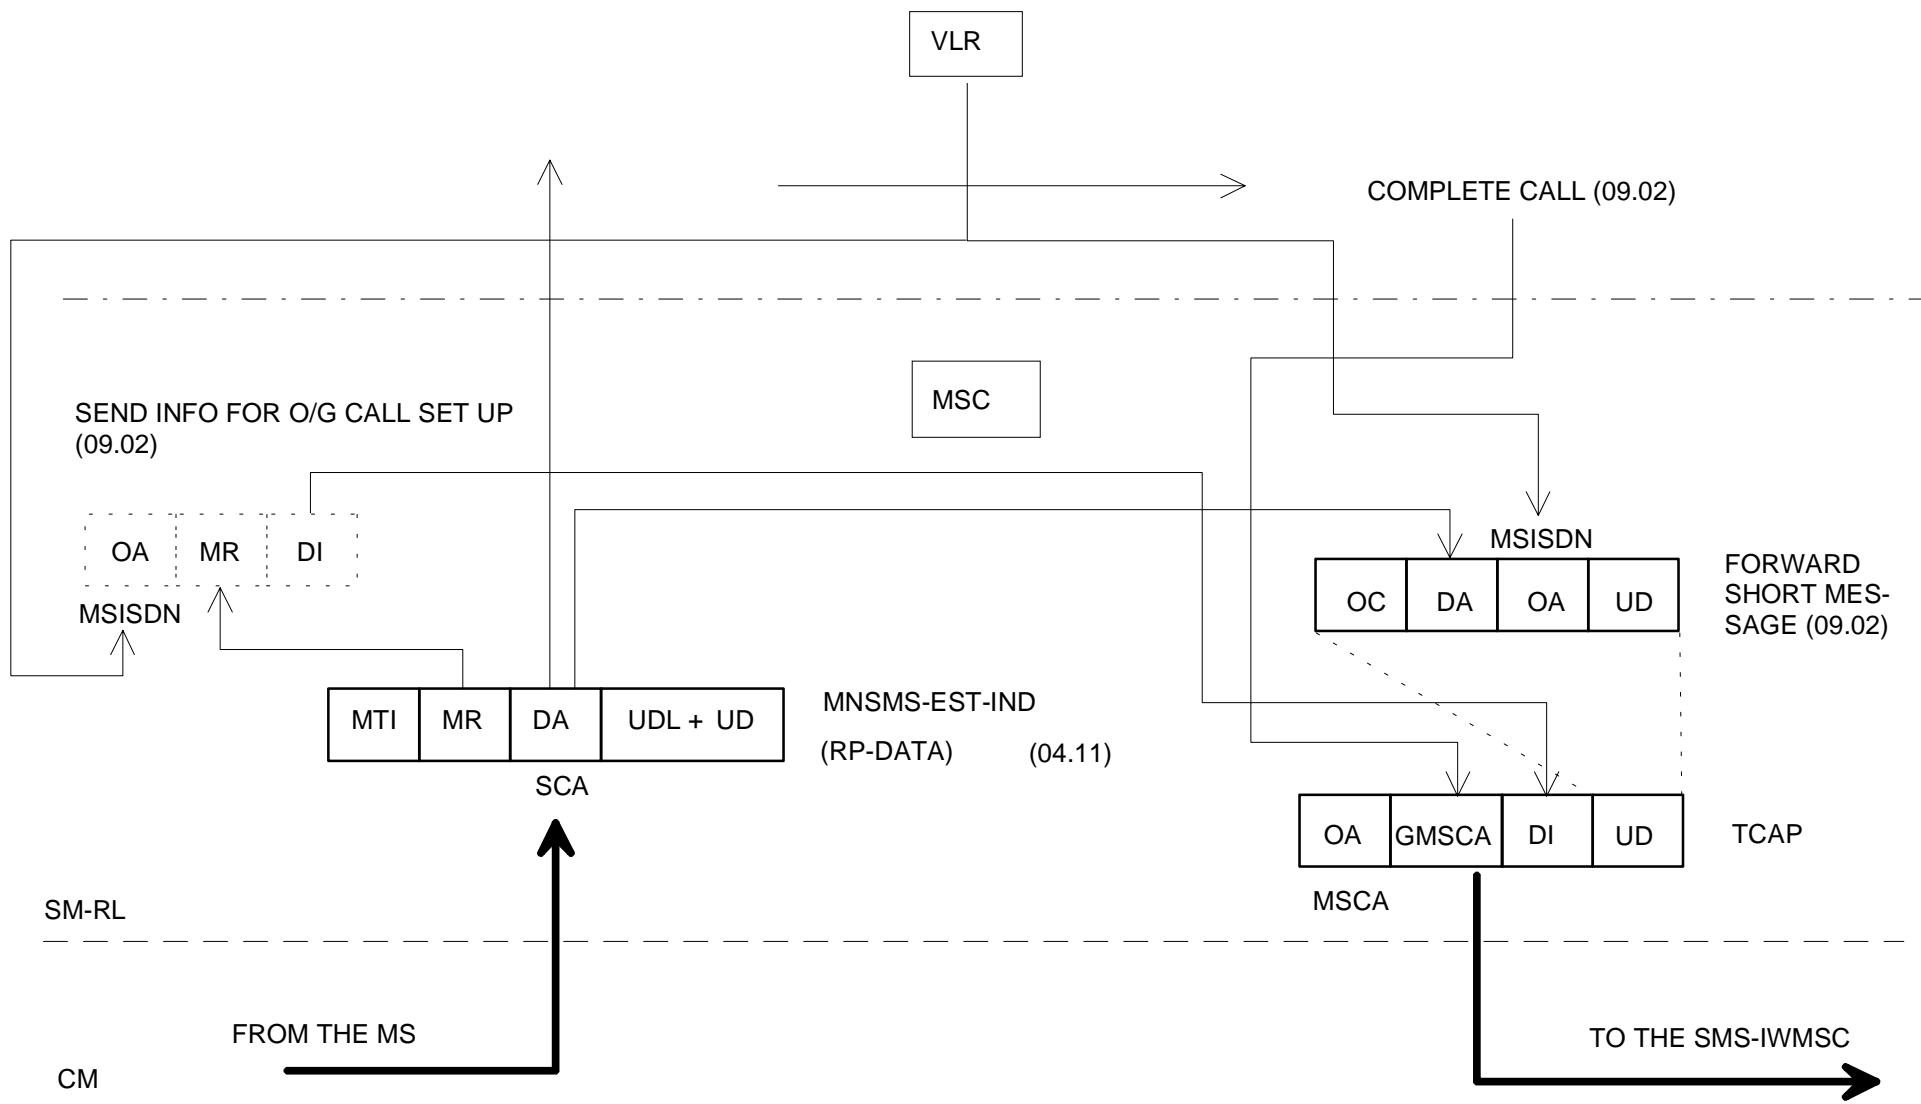 VLR
COMPLETE CALL (09.02)
MSC
SEND INFO FOR O/G CALL SET UP
(09.02)
OA MR DI
MSISDN
MSISDN
OC DA OA UD
FORWARD
SHORT MES-
SAGE (09.02)
MTI MR DA UDL + UD
MNSMS-EST-IND
(RP-DATA) (04.11)
SCA
OA GMSCA DI UD
TCAP
MSCA
SM-RL
FROM THE MS
TO THE SMS-IWMSC
CM